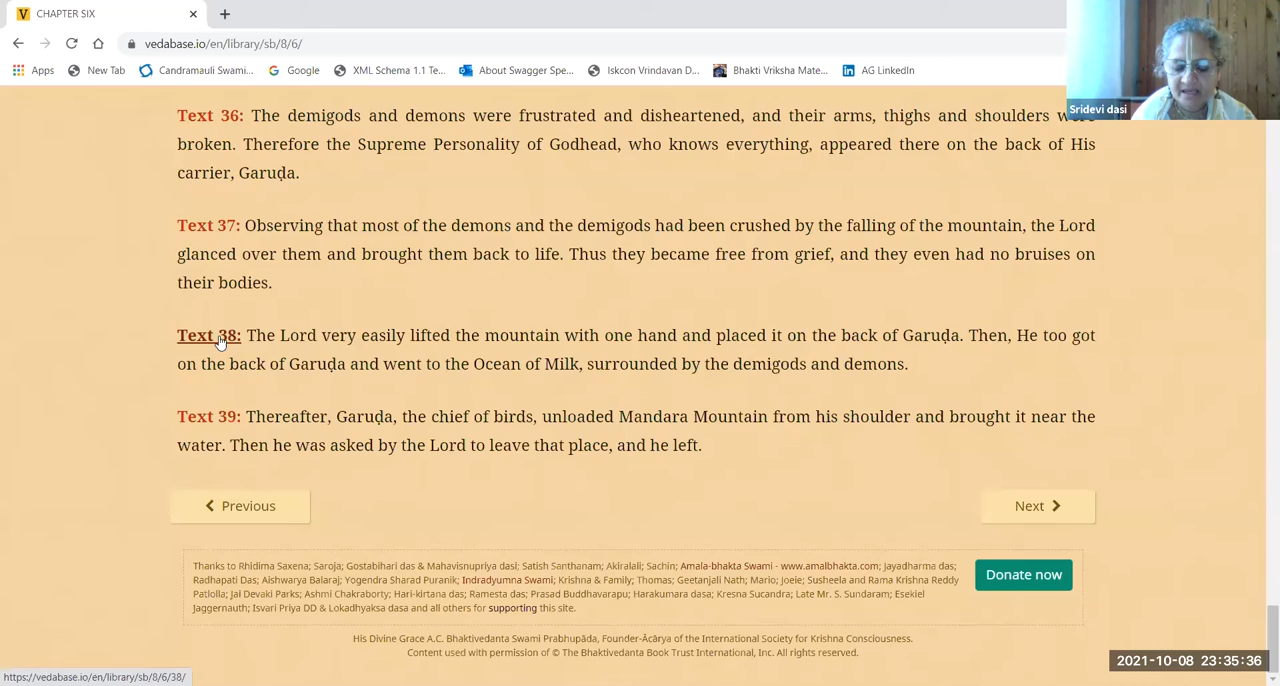 CHAPTER SIX
vedabase.io/en/library/sb/8/6/
Apps New Tab Candramauli Swami... Google XML Schema 1.1 Te... About Swagger Spe... Iskcon Vrindavan D... Bhakti Vriksha Mate... AG LinkedIn
Sridevi dasi
Text 36: The demigods and demons were frustrated and disheartened, and their arms, thighs and shoulders were
broken. Therefore the Supreme Personality of Godhead, who knows everything, appeared there on the back of His
carrier, Garuḍa.
Text 37: Observing that most of the demons and the demigods had been crushed by the falling of the mountain, the Lord
glanced over them and brought them back to life. Thus they became free from grief, and they even had no bruises on
their bodies.
Text 38: The Lord very easily lifted the mountain with one hand and placed it on the back of Garuḍa. Then, He too got
on the back of Garuḍa and went to the Ocean of Milk, surrounded by the demigods and demons.
Text 39: Thereafter, Garuḍa, the chief of birds, unloaded Mandara Mountain from his shoulder and brought it near the
water. Then he was asked by the Lord to leave that place, and he left.
Previous
Next
Thanks to Rhidima Saxena; Saroja; Gostabihari das & Mahavisnupriya dasi; Satish Santhanam; Akīralali; Sachin; Amala-bhakta Swami - www.amalbhakta.com; Jayadharma das;
Radhapati Das; Aishwarya Balaraj; Yogendra Sharad Puranik; Indradyumna Swami; Krishna & Family; Thomas; Geetanjali Nath; Mario; Joeie; Susheela and Rama Krishna Reddy
Patlolla; Jai Devaki Parks; Ashmi Chakraborty; Hari-kirtana das; Ramesta das; Prasad Buddhavarapu; Harakumara dasa; Kresna Sucandra; Late Mr. S. Sundaram; Esekiel
Jaggernauth; Isvari Priya DD & Lokadhyaksa dasa and all others for supporting this site.
Donate now
His Divine Grace A.C. Bhaktivedanta Swami Prabhupāda, Founder-Ācārya of the International Society for Krishna Consciousness.
Content used with permission of © The Bhaktivedanta Book Trust International, Inc. All rights reserved.
2021-10-08 23:35:36
https://vedabase.io/en/library/sb/8/6/38/